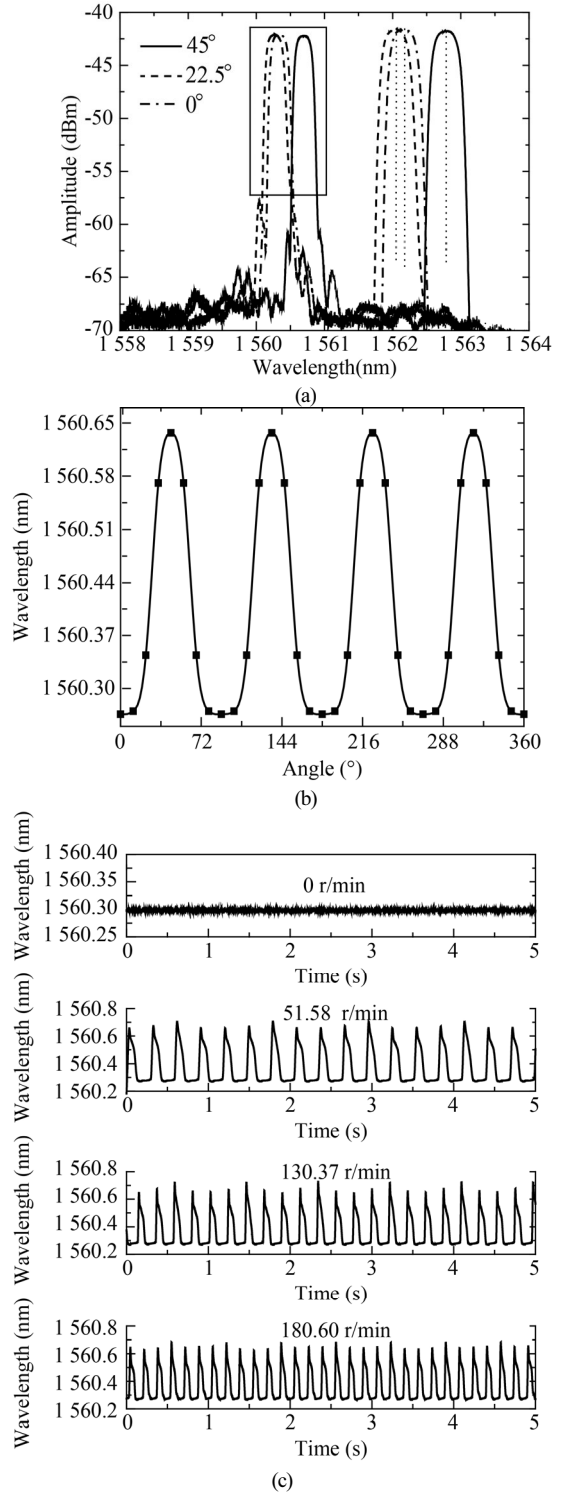 -40
-45
-50
-55
-60
-65
-70
Amplitude (dBm)
45°
22.5°
0°
1 558 1 559 1 560 1 561 1 562 1 563 1 564
Wavelength(nm)
(a)
1 560.65
1 560.58
1 560.51
1 560.44
1 560.37
1 560.30
Wavelength (nm)
0 72 144 216 288 360
Angle (°)
(b)
1 560.40
1 560.35
1 560.30
1 560.25
Wavelength (nm)
0 r/min
0 1 2 3 4 5
Time (s)
1 560.8
1 560.6
1 560.4
1 560.2
Wavelength (nm)
51.58 r/min
0 1 2 3 4 5
Time (s)
1 560.8
1 560.6
1 560.4
1 560.2
Wavelength (nm)
130.37 r/min
0 1 2 3 4 5
Time (s)
1 560.8
1 560.6
1 560.4
1 560.2
Wavelength (nm)
180.60 r/min
0 1 2 3 4 5
Time (s)
(c)